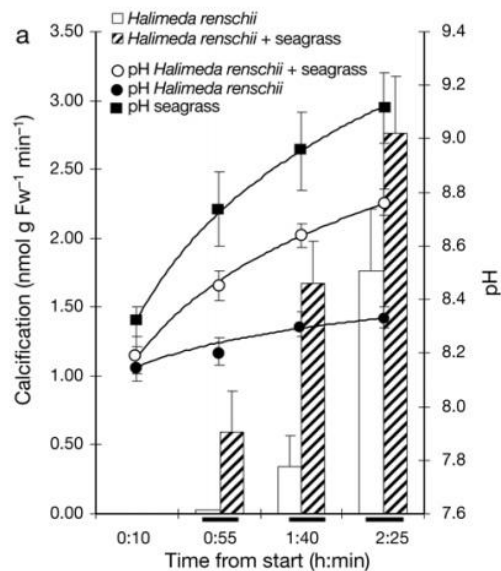 a
Halimeda renschii
Halimeda renschii + seagrass
pH Halimeda renschii + seagrass
pH Halimeda renschii
pH seagrass
Calcification (nmol g Fw⁻¹ min⁻¹)
3.50
3.00
2.50
2.00
1.50
1.00
0.50
0.00
9.4
9.2
9.0
8.8
8.6
8.4
8.2
8.0
7.8
7.6
pH
0:10 0:55 1:40 2:25
Time from start (h:min)